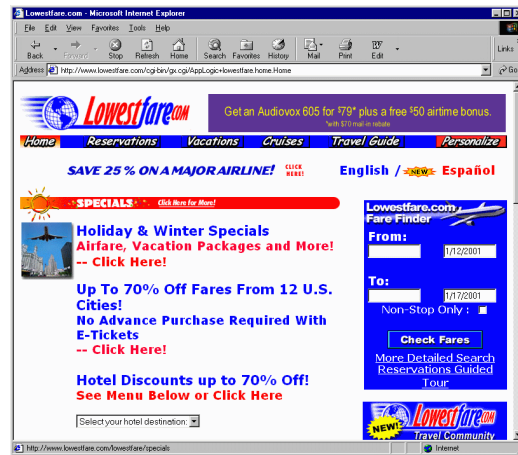 Lowestfare.com - Microsoft Internet Explorer
File Edit View Favorites Tools Help
Back Forward Stop Refresh Home Search Favorites History Mail Print Edit Links
Address http://www.lowestfare.com/cgi-bin/gx.cgi/AppLogic+lowestfare.home.Home Go
Lowestfare.COM
Get an Audiovox 605 for $79* plus a free $50 airtime bonus.
*with $70 mail in rebate
Home Reservations Vacations Cruises Travel Guide Personalize
SAVE 25 % ON A MAJOR AIRLINE! CLICK HERE! English / NEW Español
SPECIALS Click Here for More!
Holiday & Winter Specials
Airfare, Vacation Packages and More!
-- Click Here!
Up To 70% Off Fares From 12 U.S.
Cities!
No Advance Purchase Required With
E-Tickets
-- Click Here!
Hotel Discounts up to 70% Off!
See Menu Below or Click Here
Select your hotel destination:
Lowestfare.com
Fare Finder
From:
1/12/2001
To:
1/17/2001
Non-Stop Only :
Check Fares
More Detailed Search
Reservations Guided
Tour
NEW! Lowestfare.COM
Travel Community
http://www.lowestfare.com/lowestfare/specials Internet